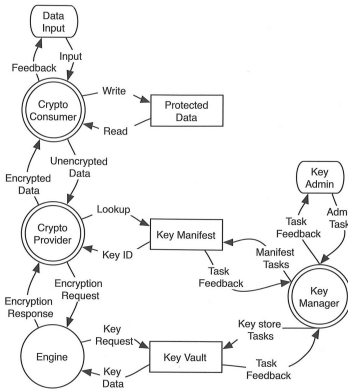 Data
Input
Feedback
Input
Crypto
Consumer
Write
Read
Protected
Data
Encrypted
Data
Unencrypted
Data
Key
Admin
Crypto
Provider
Lookup
Key ID
Key Manifest
Task
Feedback
Manifest
Tasks
Task
Feedback
Adm
Task
Key
Manager
Encryption
Response
Encryption
Request
Engine
Key
Request
Key
Data
Key Vault
Key store
Tasks
Task
Feedback